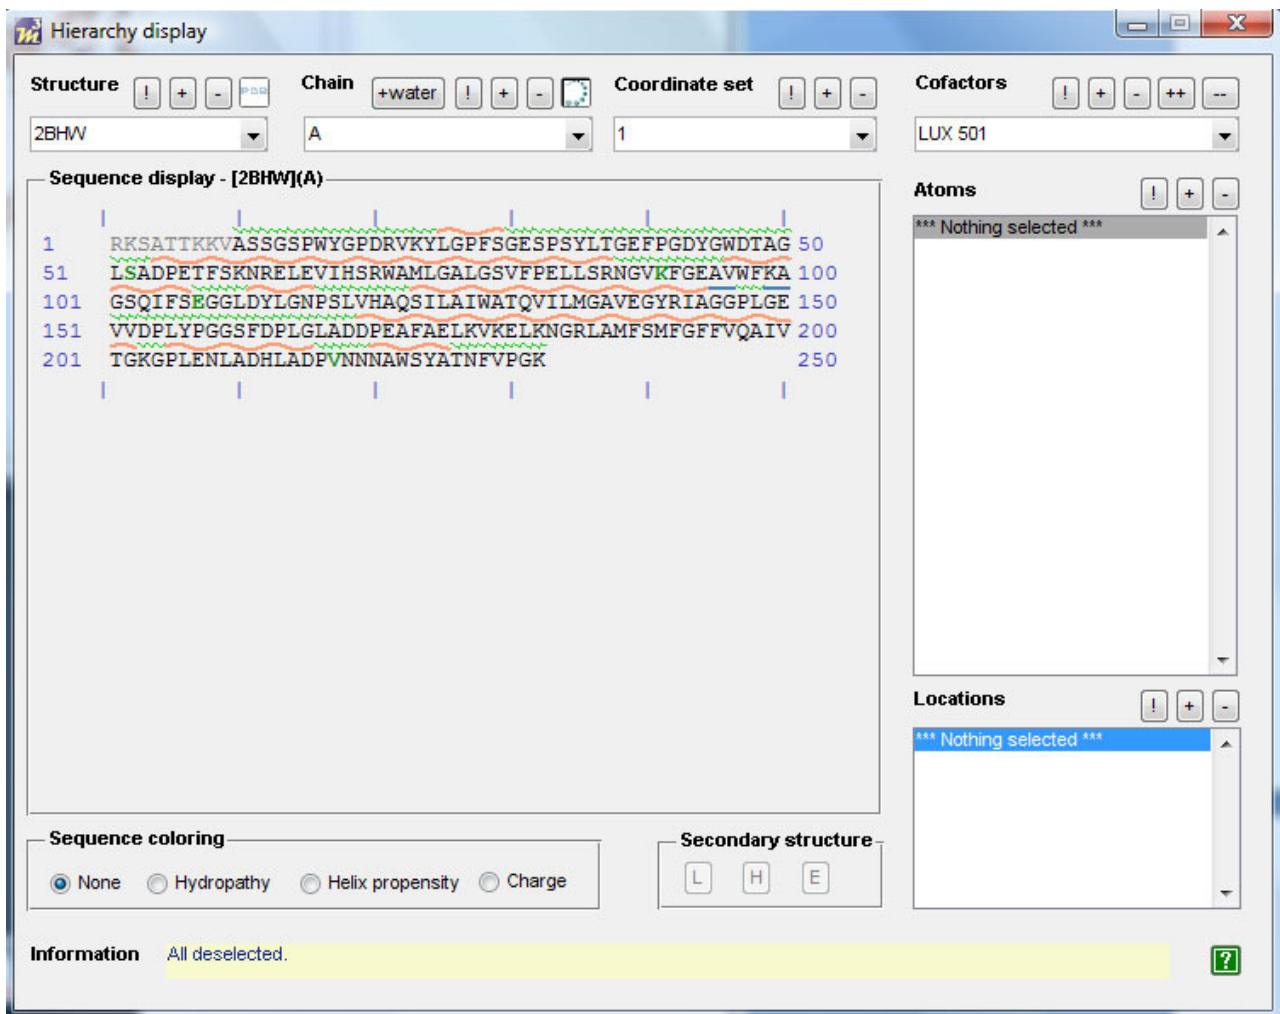 Hierarchy display
Structure ! + - PDB Chain +water ! + - Coordinate set ! + - Cofactors ! + - ++ --
2BHW A 1 LUX 501
Sequence display - [2BHW](A)
Atoms ! + -
*** Nothing selected ***
1 RKSATTKKVASSGSPWYGPDRVKYLGPFSGESPSYLTGEFPGDYGWDTAG 50
51 LSADPETFSKNRELEVIHSRWAMLGALGSVFPELLSRNGVKFGEAVWFKA 100
101 GSQIFSEGGLDYLGNPSLVHAQSILAIWATQVILMGAVEGYRIAGGPLGE 150
151 VVDPLYPGGSFDPLGLADDPEAFAELKVKELKNGRLAMFSMFGFFVQAIV 200
201 TGKGPLENLADHLADPVNNNAWSYATNFVPGK 250
Locations ! + -
*** Nothing selected ***
Sequence coloring
None Hydropathy Helix propensity Charge
Secondary structure
L H E
Information All deselected.
?